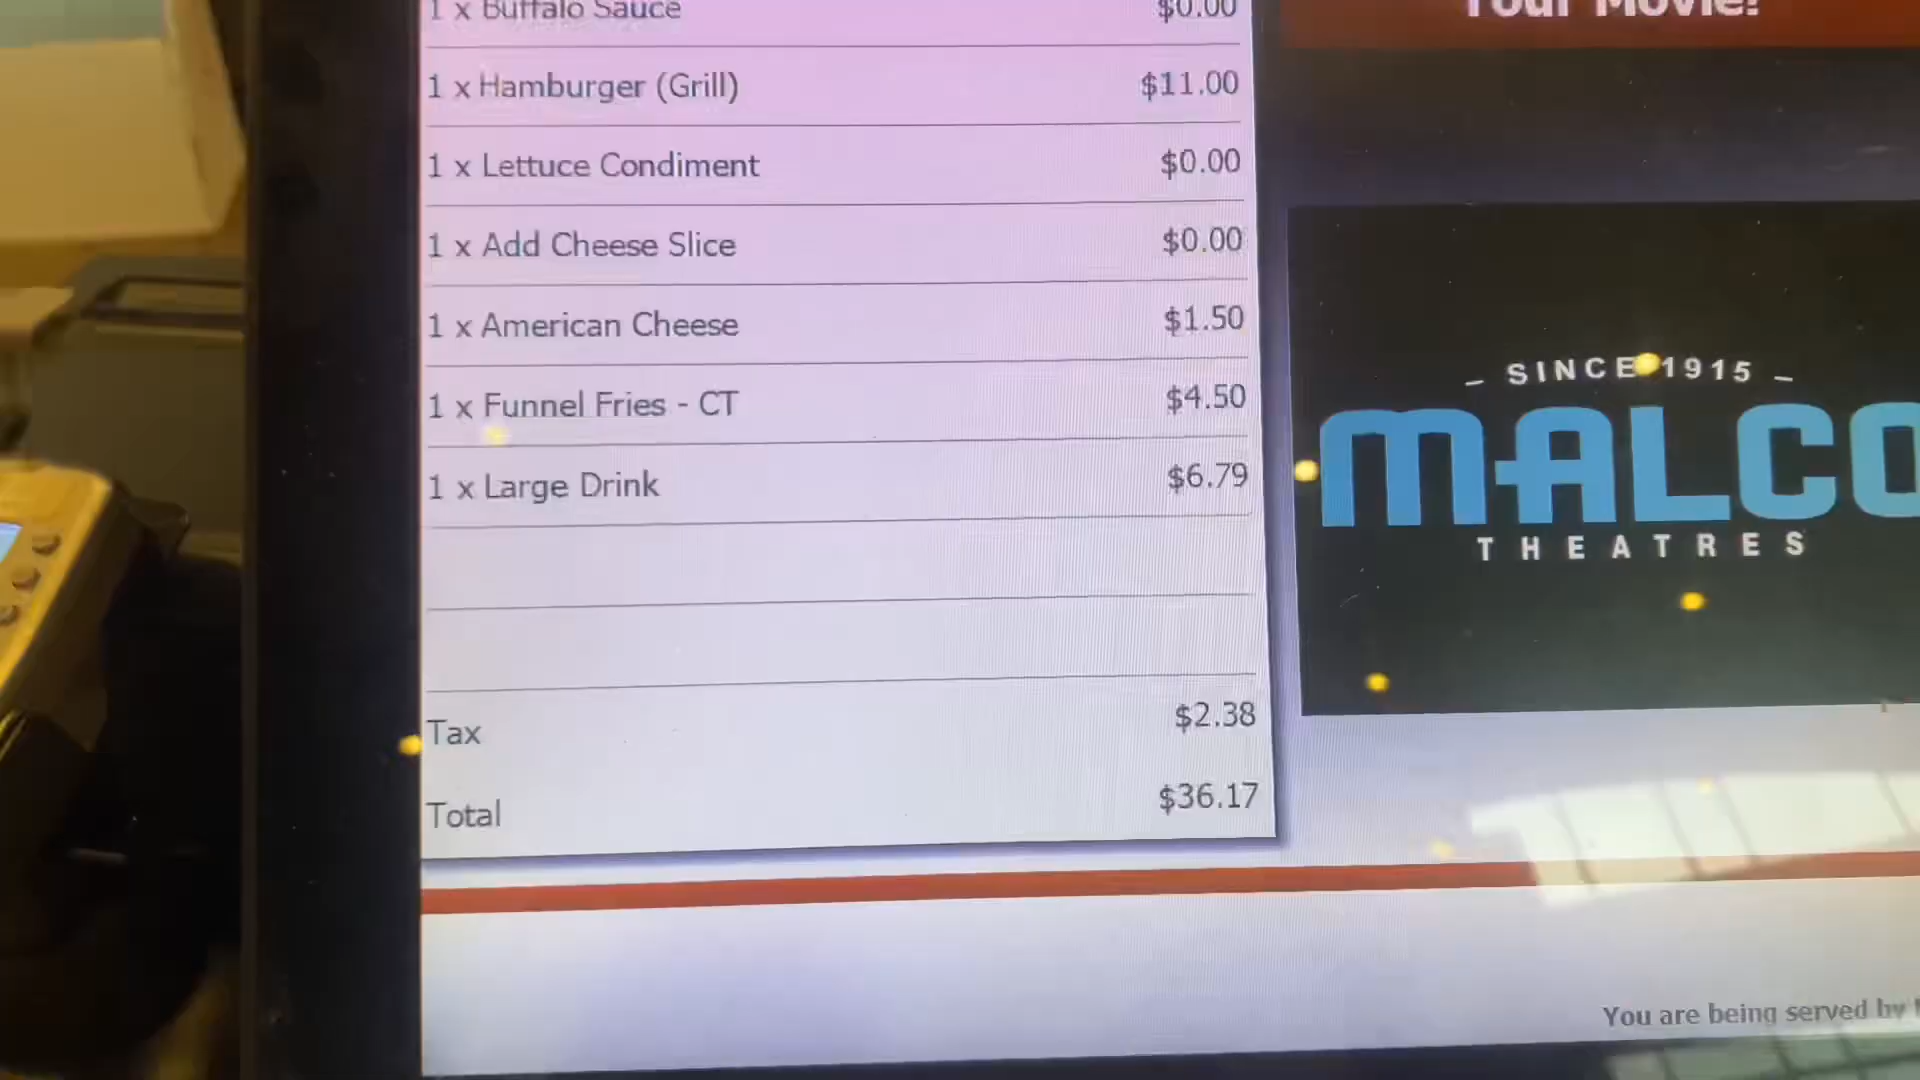 1 x Buffalo Sauce $0.00
1 x Hamburger (Grill) $11.00
1 x Lettuce Condiment $0.00
1 x Add Cheese Slice $0.00
1 x American Cheese $1.50
1 x Funnel Fries - CT $4.50
1 x Large Drink $6.79
Tax $2.38
Total $36.17
Your Movie!
– SINCE 1915 –
MALCO
THEATRES
You are being served by